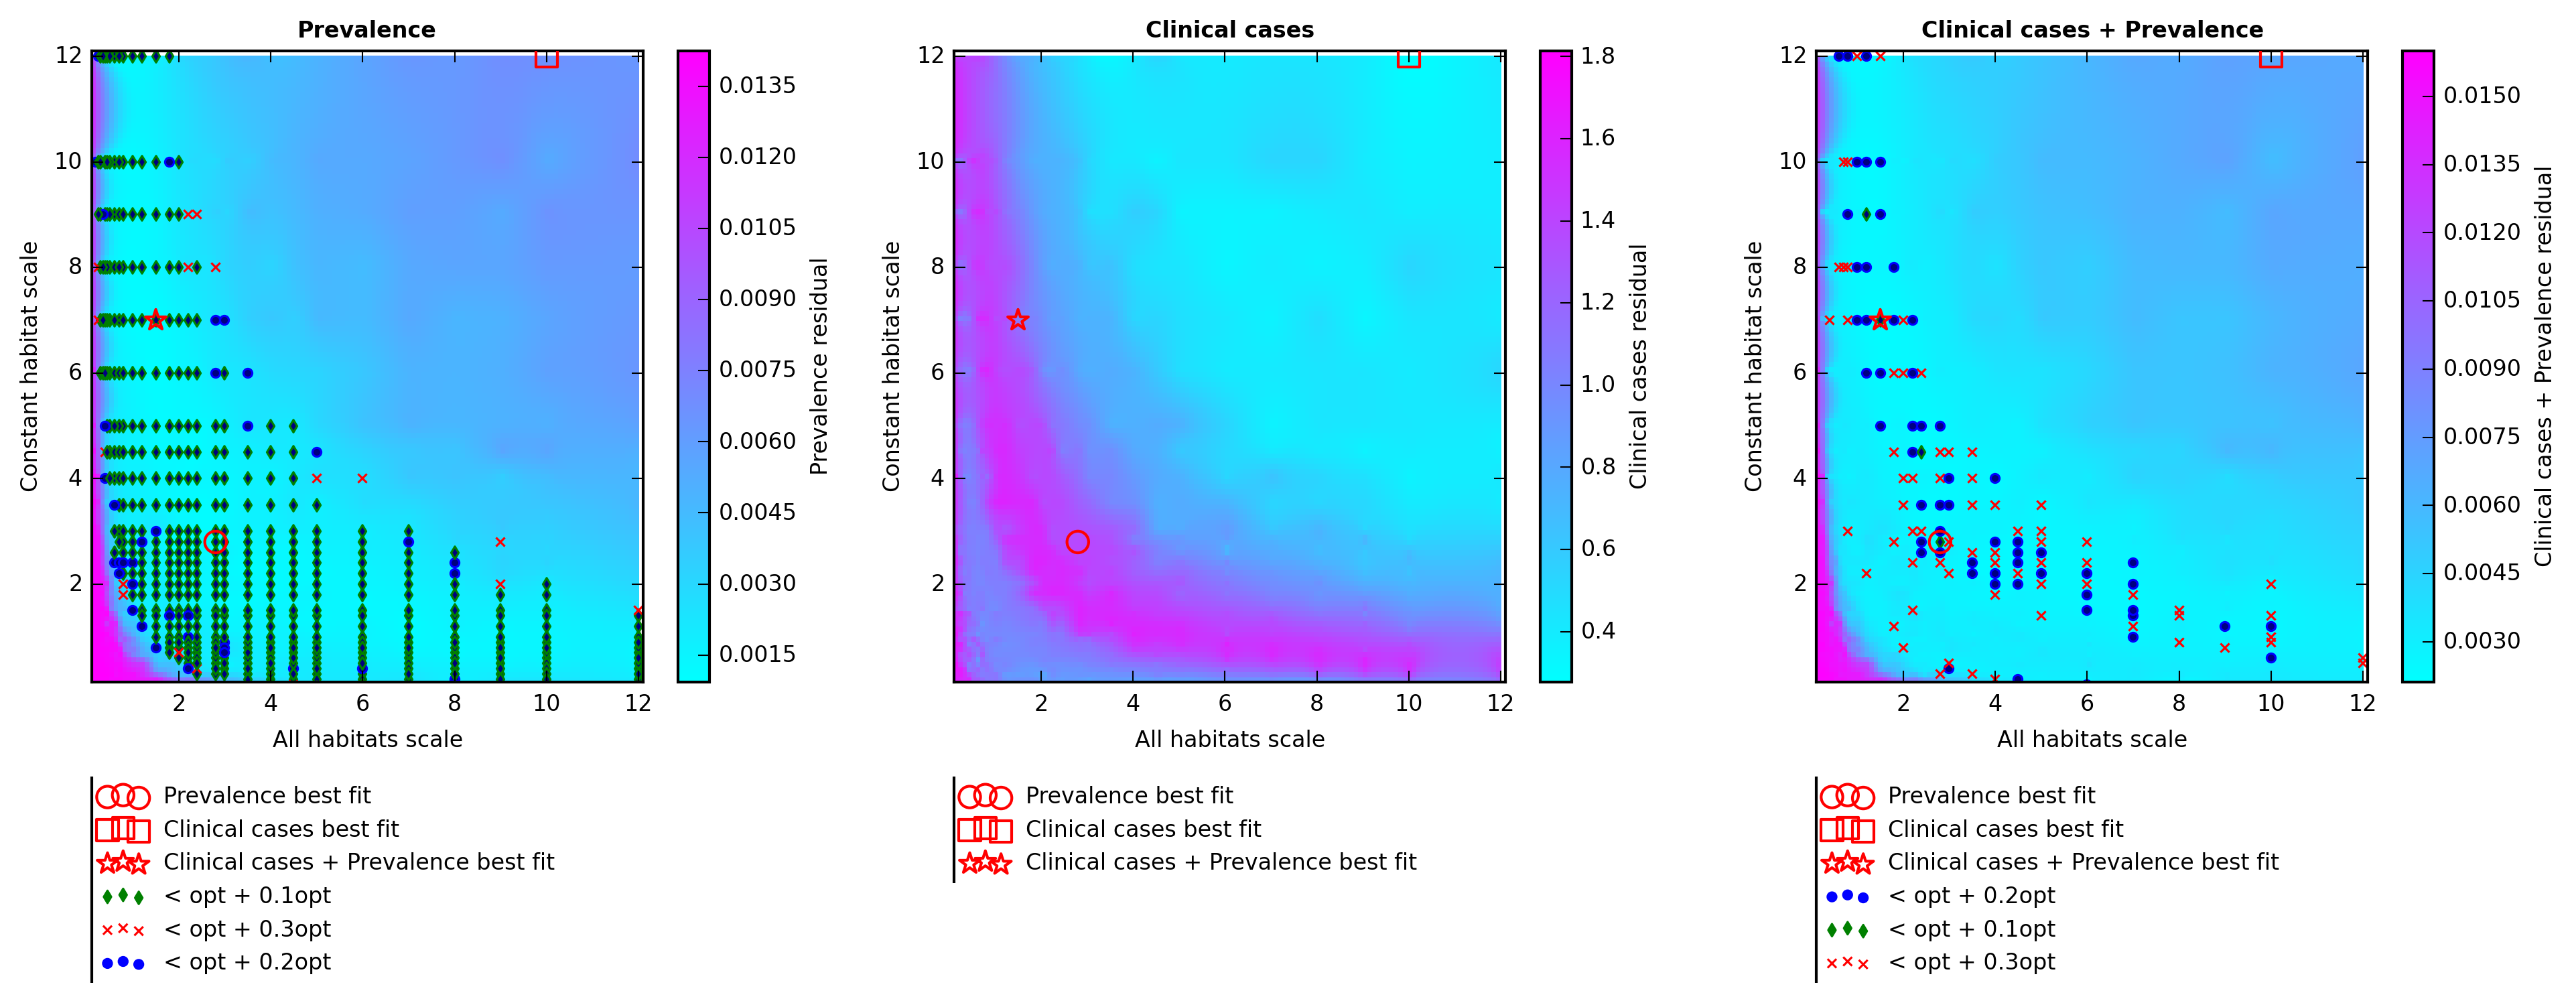 Prevalence
12
10
8
6
4
2
2 4 6 8 10 12
Constant habitat scale
All habitats scale
0.0135
0.0120
0.0105
0.0090
0.0075
0.0060
0.0045
0.0030
0.0015
Prevalence residual
Prevalence best fit
Clinical cases best fit
Clinical cases + Prevalence best fit
< opt + 0.1opt
< opt + 0.3opt
< opt + 0.2opt
Clinical cases
12
10
8
6
4
2
2 4 6 8 10 12
Constant habitat scale
All habitats scale
1.8
1.6
1.4
1.2
1.0
0.8
0.6
0.4
Clinical cases residual
Prevalence best fit
Clinical cases best fit
Clinical cases + Prevalence best fit
Clinical cases + Prevalence
12
10
8
6
4
2
2 4 6 8 10 12
Constant habitat scale
All habitats scale
0.0150
0.0135
0.0120
0.0105
0.0090
0.0075
0.0060
0.0045
0.0030
Clinical cases + Prevalence residual
Prevalence best fit
Clinical cases best fit
Clinical cases + Prevalence best fit
< opt + 0.2opt
< opt + 0.1opt
< opt + 0.3opt